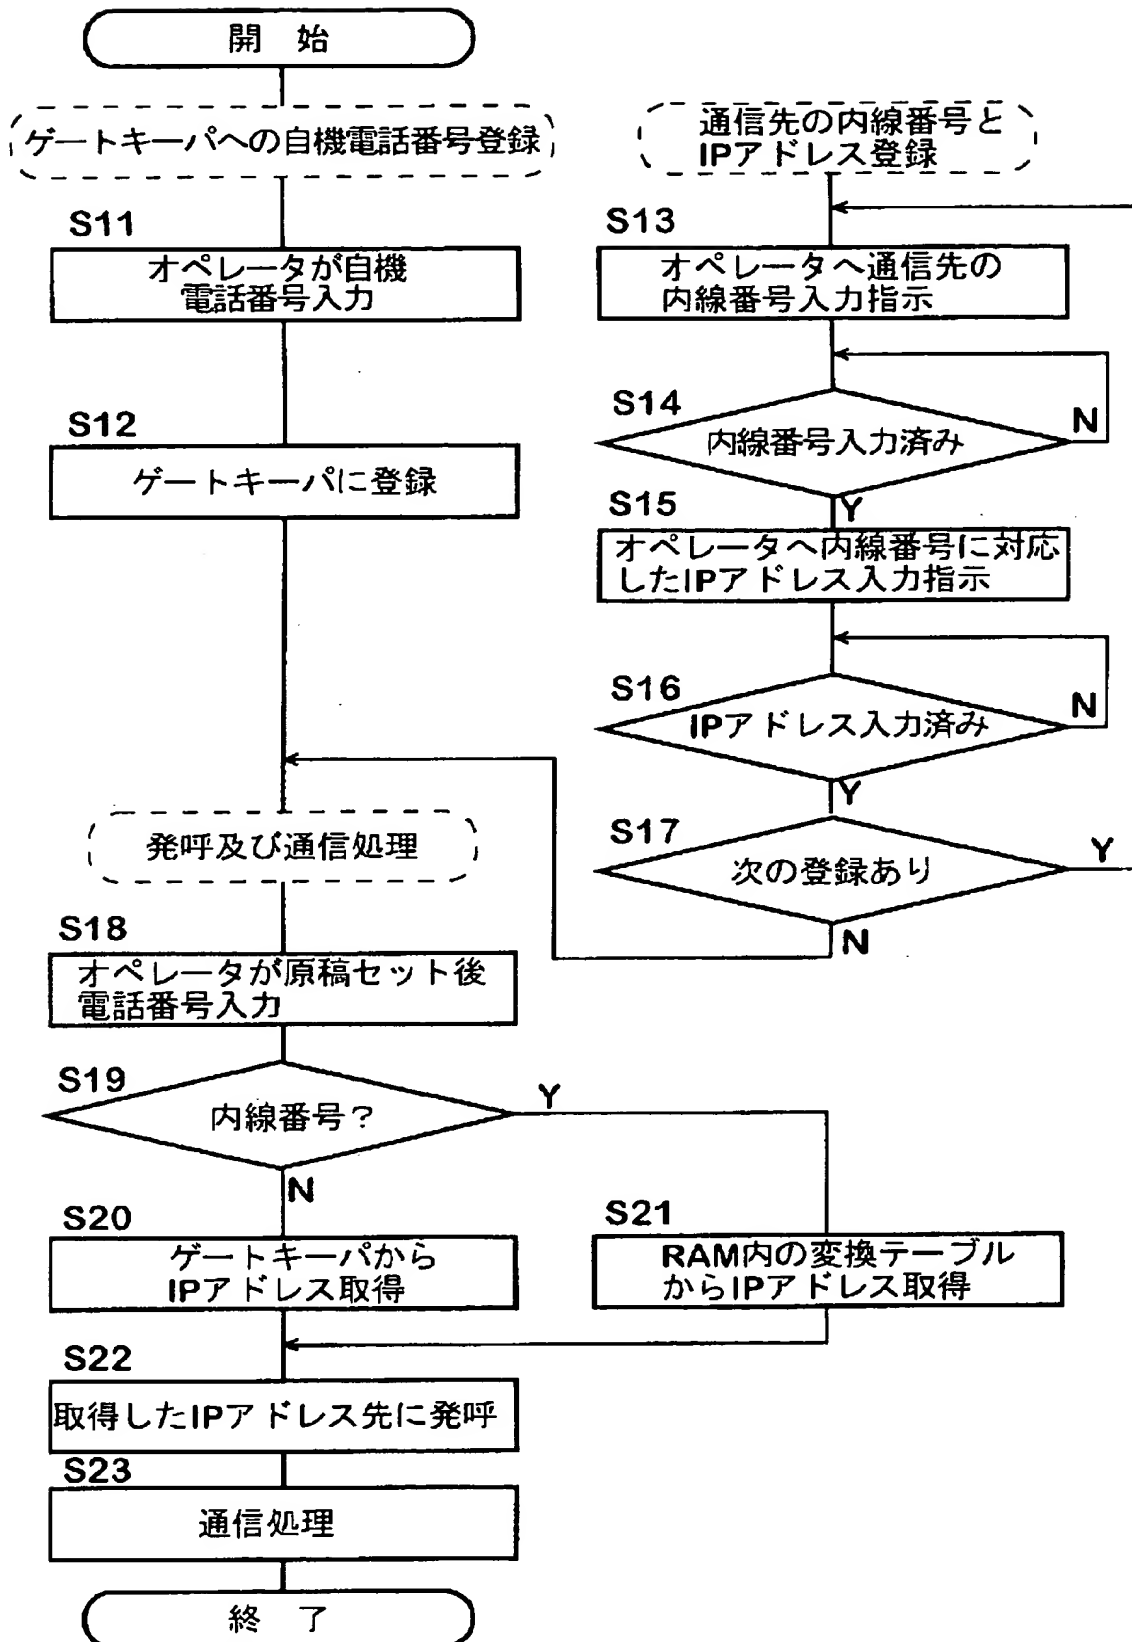 開 始
ゲートキーパへの自機電話番号登録
S11
オペレータが自機
電話番号入力
S12
ゲートキーパに登録
通信先の内線番号と
IPアドレス登録
S13
オペレータへ通信先の
内線番号入力指示
S14
内線番号入力済み
N
Y
S15
オペレータへ内線番号に対応
したIPアドレス入力指示
S16
IPアドレス入力済み
N
Y
S17
次の登録あり
Y
N
発呼及び通信処理
S18
オペレータが原稿セット後
電話番号入力
S19
内線番号?
Y
N
S20
ゲートキーパから
IPアドレス取得
S21
RAM内の変換テーブル
からIPアドレス取得
S22
取得したIPアドレス先に発呼
S23
通信処理
終 了